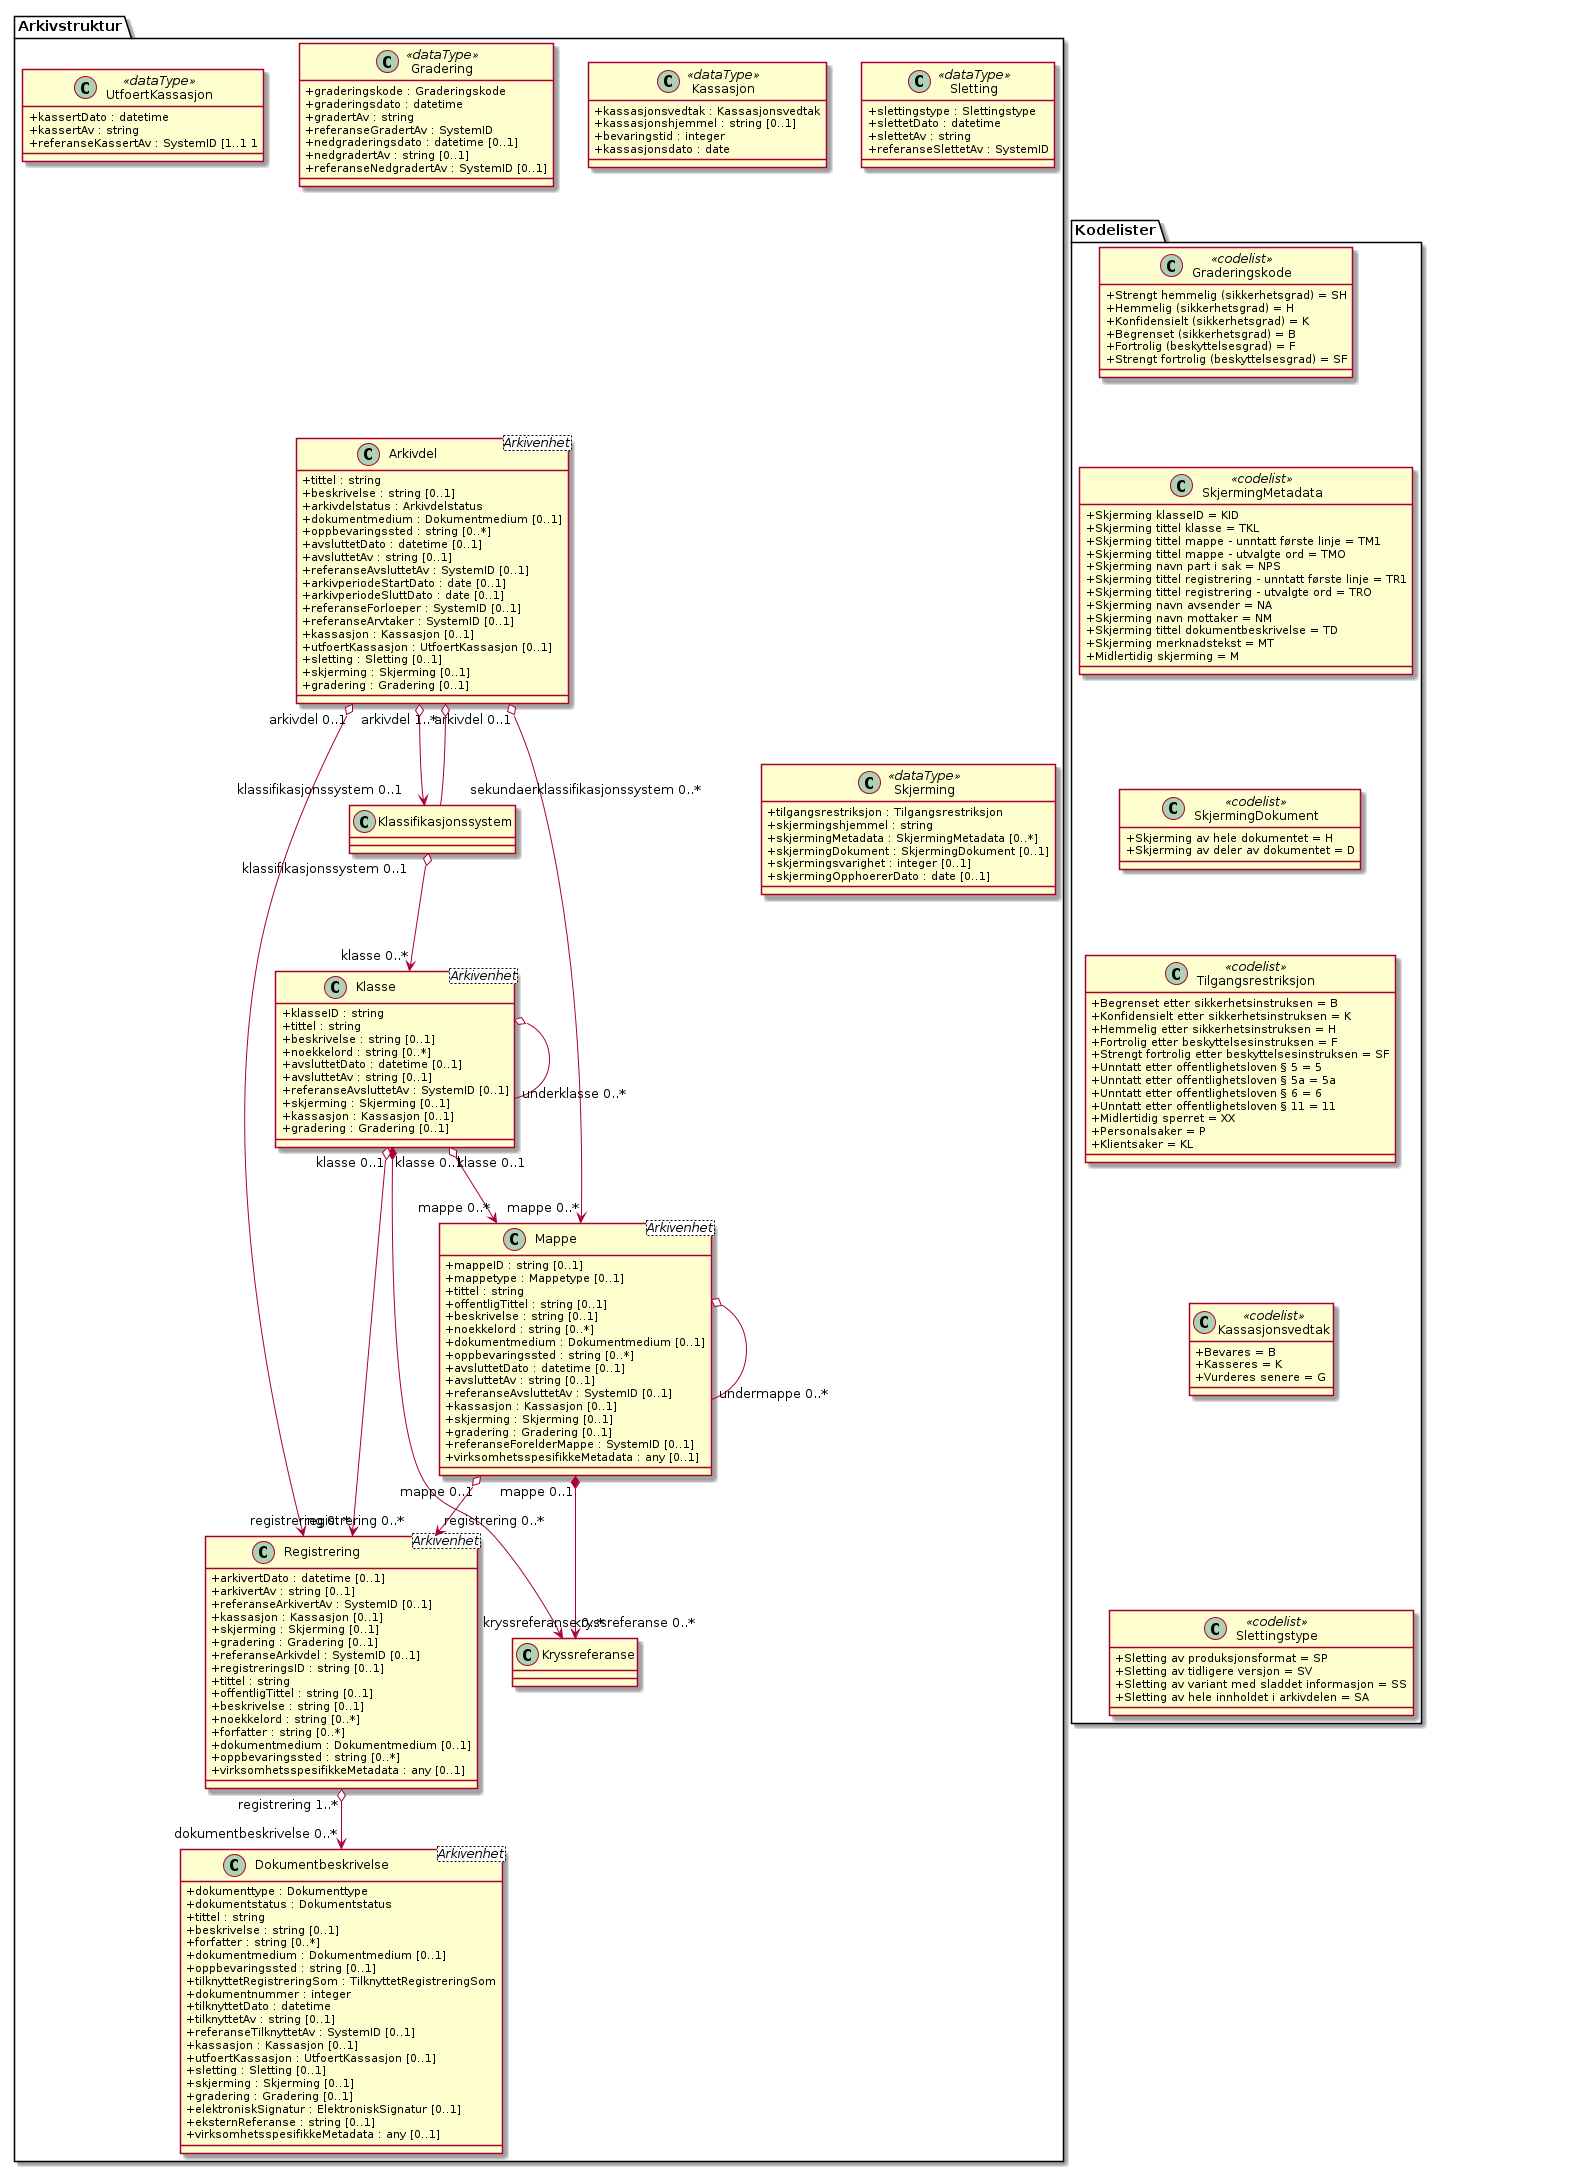 Arkivstruktur
«dataType»
UtfoertKassasjon
+kassertDato : datetime
+kassertAv : string
+referanseKassertAv : SystemID [1..1 1
«dataType»
Gradering
+graderingskode : Graderingskode
+graderingsdato : datetime
+gradertAv : string
+referanseGradertAv : SystemID
+nedgraderingsdato : datetime [0..1]
+nedgradertAv : string [0..1]
+referanseNedgradertAv : SystemID [0..1]
«dataType»
Kassasjon
+kassasjonsvedtak : Kassasjonsvedtak
+kassasjonshjemmel : string [0..1]
+bevaringstid : integer
+kassasjonsdato : date
«dataType»
Sletting
+slettingstype : Slettingstype
+slettetDato : datetime
+slettetAv : string
+referanseSlettetAv : SystemID
Arkivdel
Arkivenhet
+tittel : string
+beskrivelse : string [0..1]
+arkivdelstatus : Arkivdelstatus
+dokumentmedium : Dokumentmedium [0..1]
+oppbevaringssted : string [0..*]
+avsluttetDato : datetime [0..1]
+avsluttetAv : string [0..1]
+referanseAvsluttetAv : SystemID [0..1]
+arkivperiodeStartDato : date [0..1]
+arkivperiodeSluttDato : date [0..1]
+referanseForloeper : SystemID [0..1]
+referanseArvtaker : SystemID [0..1]
+kassasjon : Kassasjon [0..1]
+utfoertKassasjon : UtfoertKassasjon [0..1]
+sletting : Sletting [0..1]
+skjerming : Skjerming [0..1]
+gradering : Gradering [0..1]
arkivdel 0..1
arkivdel 1..*
arkivdel 0..1
klassifikasjonssystem 0..1
sekundaerklassifikasjonssystem 0..*
Klassifikasjonssystem
klassifikasjonssystem 0..1
«dataType»
Skjerming
+tilgangsrestriksjon : Tilgangsrestriksjon
+skjermingshjemmel : string
+skjermingMetadata : SkjermingMetadata [0..*]
+skjermingDokument : SkjermingDokument [0..1]
+skjermingsvarighet : integer [0..1]
+skjermingOpphoererDato : date [0..1]
klasse 0..*
Klasse
Arkivenhet
+klasseID : string
+tittel : string
+beskrivelse : string [0..1]
+noekkelord : string [0..*]
+avsluttetDato : datetime [0..1]
+avsluttetAv : string [0..1]
+referanseAvsluttetAv : SystemID [0..1]
+skjerming : Skjerming [0..1]
+kassasjon : Kassasjon [0..1]
+gradering : Gradering [0..1]
underklasse 0..*
klasse 0..1
klasse 0..1
klasse 0..1
mappe 0..*
mappe 0..*
Mappe
Arkivenhet
+mappeID : string [0..1]
+mappetype : Mappetype [0..1]
+tittel : string
+offentligTittel : string [0..1]
+beskrivelse : string [0..1]
+noekkelord : string [0..*]
+dokumentmedium : Dokumentmedium [0..1]
+oppbevaringssted : string [0..*]
+avsluttetDato : datetime [0..1]
+avsluttetAv : string [0..1]
+referanseAvsluttetAv : SystemID [0..1]
+kassasjon : Kassasjon [0..1]
+skjerming : Skjerming [0..1]
+gradering : Gradering [0..1]
+referanseForelderMappe : SystemID [0..1]
+virksomhetsspesifikkeMetadata : any [0..1]
undermappe 0..*
mappe 0..1
mappe 0..1
registrering 0..*
registrering 0..*
registrering 0..*
Registrering
Arkivenhet
+arkivertDato : datetime [0..1]
+arkivertAv : string [0..1]
+referanseArkivertAv : SystemID [0..1]
+kassasjon : Kassasjon [0..1]
+skjerming : Skjerming [0..1]
+gradering : Gradering [0..1]
+referanseArkivdel : SystemID [0..1]
+registreringsID : string [0..1]
+tittel : string
+offentligTittel : string [0..1]
+beskrivelse : string [0..1]
+noekkelord : string [0..*]
+forfatter : string [0..*]
+dokumentmedium : Dokumentmedium [0..1]
+oppbevaringssted : string [0..*]
+virksomhetsspesifikkeMetadata : any [0..1]
kryssreferanse 0..*
kryssreferanse 0..*
Kryssreferanse
registrering 1..*
dokumentbeskrivelse 0..*
Dokumentbeskrivelse
Arkivenhet
+dokumenttype : Dokumenttype
+dokumentstatus : Dokumentstatus
+tittel : string
+beskrivelse : string [0..1]
+forfatter : string [0..*]
+dokumentmedium : Dokumentmedium [0..1]
+oppbevaringssted : string [0..1]
+tilknyttetRegistreringSom : TilknyttetRegistreringSom
+dokumentnummer : integer
+tilknyttetDato : datetime
+tilknyttetAv : string [0..1]
+referanseTilknyttetAv : SystemID [0..1]
+kassasjon : Kassasjon [0..1]
+utfoertKassasjon : UtfoertKassasjon [0..1]
+sletting : Sletting [0..1]
+skjerming : Skjerming [0..1]
+gradering : Gradering [0..1]
+elektroniskSignatur : ElektroniskSignatur [0..1]
+eksternReferanse : string [0..1]
+virksomhetsspesifikkeMetadata : any [0..1]
Kodelister
«codelist»
Graderingskode
+Strengt hemmelig (sikkerhetsgrad) = SH
+Hemmelig (sikkerhetsgrad) = H
+Konfidensielt (sikkerhetsgrad) = K
+Begrenset (sikkerhetsgrad) = B
+Fortrolig (beskyttelsesgrad) = F
+Strengt fortrolig (beskyttelsesgrad) = SF
«codelist»
SkjermingMetadata
+Skjerming klasseID = KID
+Skjerming tittel klasse = TKL
+Skjerming tittel mappe - unntatt første linje = TM1
+Skjerming tittel mappe - utvalgte ord = TMO
+Skjerming navn part i sak = NPS
+Skjerming tittel registrering - unntatt første linje = TR1
+Skjerming tittel registrering - utvalgte ord = TRO
+Skjerming navn avsender = NA
+Skjerming navn mottaker = NM
+Skjerming tittel dokumentbeskrivelse = TD
+Skjerming merknadstekst = MT
+Midlertidig skjerming = M
«codelist»
SkjermingDokument
+Skjerming av hele dokumentet = H
+Skjerming av deler av dokumentet = D
«codelist»
Tilgangsrestriksjon
+Begrenset etter sikkerhetsinstruksen = B
+Konfidensielt etter sikkerhetsinstruksen = K
+Hemmelig etter sikkerhetsinstruksen = H
+Fortrolig etter beskyttelsesinstruksen = F
+Strengt fortrolig etter beskyttelsesinstruksen = SF
+Unntatt etter offentlighetsloven § 5 = 5
+Unntatt etter offentlighetsloven § 5a = 5a
+Unntatt etter offentlighetsloven § 6 = 6
+Unntatt etter offentlighetsloven § 11 = 11
+Midlertidig sperret = XX
+Personalsaker = P
+Klientsaker = KL
«codelist»
Kassasjonsvedtak
+Bevares = B
+Kasseres = K
+Vurderes senere = G
«codelist»
Slettingstype
+Sletting av produksjonsformat = SP
+Sletting av tidligere versjon = SV
+Sletting av variant med sladdet informasjon = SS
+Sletting av hele innholdet i arkivdelen = SA